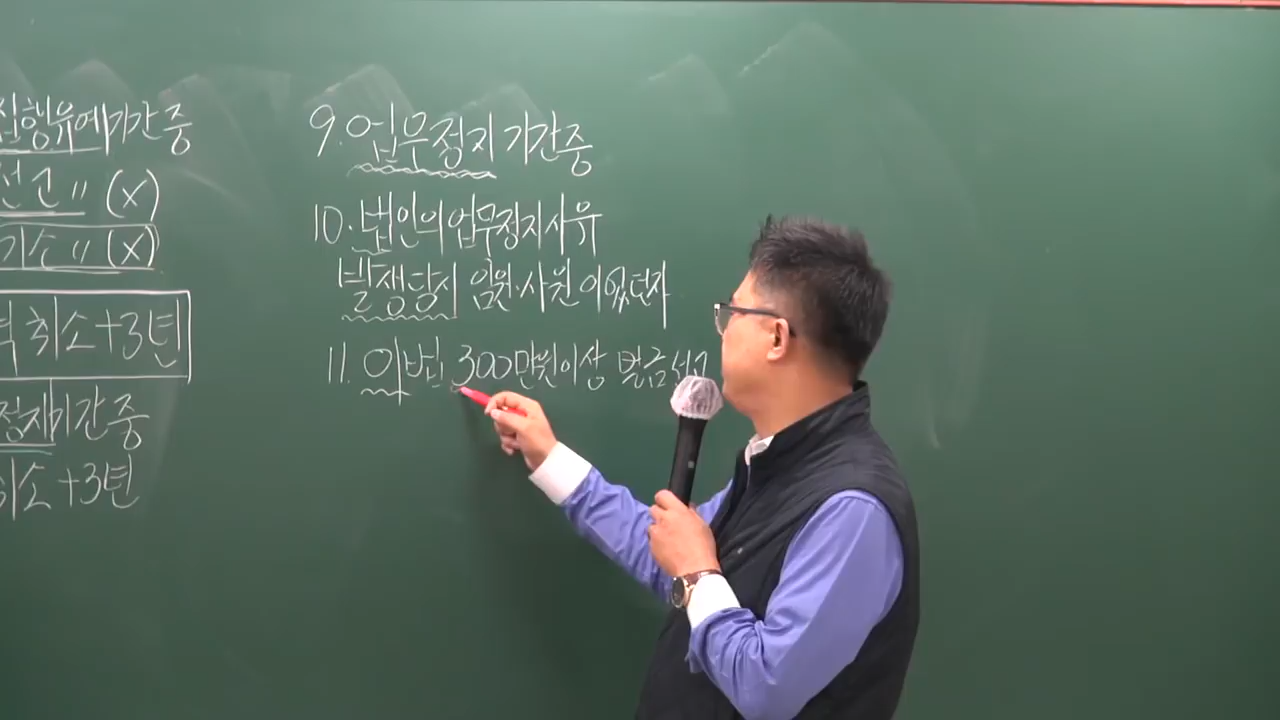 집행유예기간 중
선고 〃 (x)
기소 〃 (x)
취소+3년
정지기간 중
취소 +3년
9. 업무정지 기간중
10. 법인의 업무정지사유
발생당시 임원·사원 이었던자
11. 이법 300만원이상 벌금선고